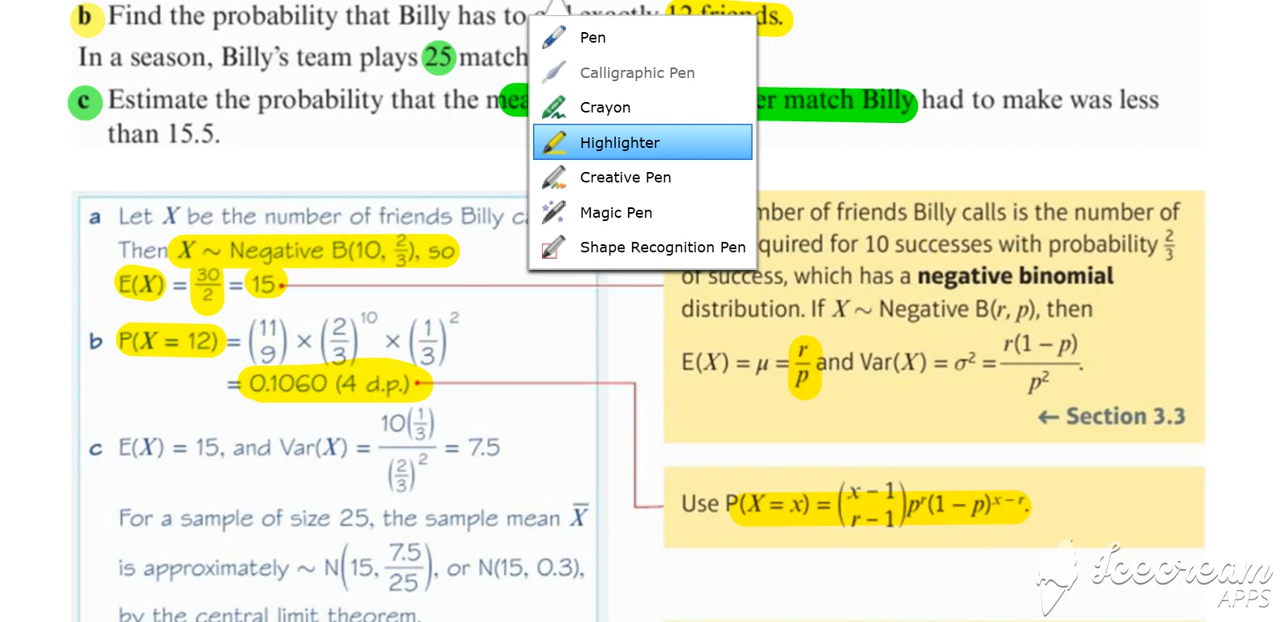 b Find the probability that Billy has to exactly 12 friends.
In a season, Billy's team plays 25 match
c Estimate the probability that the mea er match Billy had to make was less
than 15.5.
Pen
Calligraphic Pen
Crayon
Highlighter
Creative Pen
Magic Pen
Shape Recognition Pen
a Let X be the number of friends Billy c
Then X ~ Negative B(10, 2/3), so
E(X) = 30/2 = 15
b P(X = 12) = (11 9) × (2/3)^10 × (1/3)^2
= 0.1060 (4 d.p.)
c E(X) = 15, and Var(X) = 10(1/3)/(2/3)^2 = 7.5
For a sample of size 25, the sample mean X̅
is approximately ~ N(15, 7.5/25), or N(15, 0.3),
by the central limit theorem.
mber of friends Billy calls is the number of
quired for 10 successes with probability 2/3
of success, which has a negative binomial
distribution. If X ~ Negative B(r, p), then
E(X) = μ = r/p and Var(X) = σ² = r(1 − p)/p².
← Section 3.3
Use P(X = x) = (x − 1 r − 1)p^r(1 − p)^x − r.
Icecream
APPS